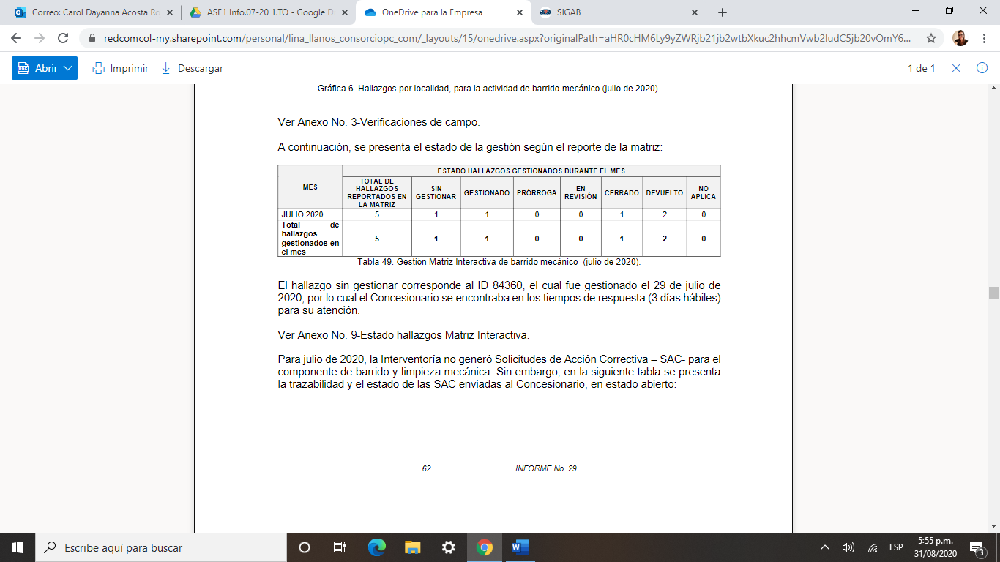 Correo: Carol Dayanna Acosta Ro
ASE1 Info.07-20 1.TO - Google D
OneDrive para la Empresa
SIGAB
redcomcol-my.sharepoint.com/personal/lina_llanos_consorciopc_com/_layouts/15/onedrive.aspx?originalPath=aHR0cHM6Ly9yZWRjb21jb2wtbXkuc2hhcmVwb2ludC5jb20vOmY6...
Abrir
Imprimir
Descargar
1 de 1
Gráfica 6. Hallazgos por localidad, para la actividad de barrido mecánico (julio de 2020).
Ver Anexo No. 3-Verificaciones de campo.
A continuación, se presenta el estado de la gestión según el reporte de la matriz:
MES
ESTADO HALLAZGOS GESTIONADOS DURANTE EL MES
TOTAL DE HALLAZGOS REPORTADOS EN LA MATRIZ
SIN GESTIONAR
GESTIONADO
PRÓRROGA
EN REVISIÓN
CERRADO
DEVUELTO
NO APLICA
JULIO 2020 5 1 1 0 0 1 2 0
Total de hallazgos gestionados en el mes 5 1 1 0 0 1 2 0
Tabla 49. Gestión Matriz Interactiva de barrido mecánico (julio de 2020).
El hallazgo sin gestionar corresponde al ID 84360, el cual fue gestionado el 29 de julio de
2020, por lo cual el Concesionario se encontraba en los tiempos de respuesta (3 días hábiles)
para su atención.
Ver Anexo No. 9-Estado hallazgos Matriz Interactiva.
Para julio de 2020, la Interventoría no generó Solicitudes de Acción Correctiva – SAC- para el
componente de barrido y limpieza mecánica. Sin embargo, en la siguiente tabla se presenta
la trazabilidad y el estado de las SAC enviadas al Concesionario, en estado abierto:
62 INFORME No. 29
Escribe aquí para buscar
ESP
5:55 p.m.
31/08/2020
3